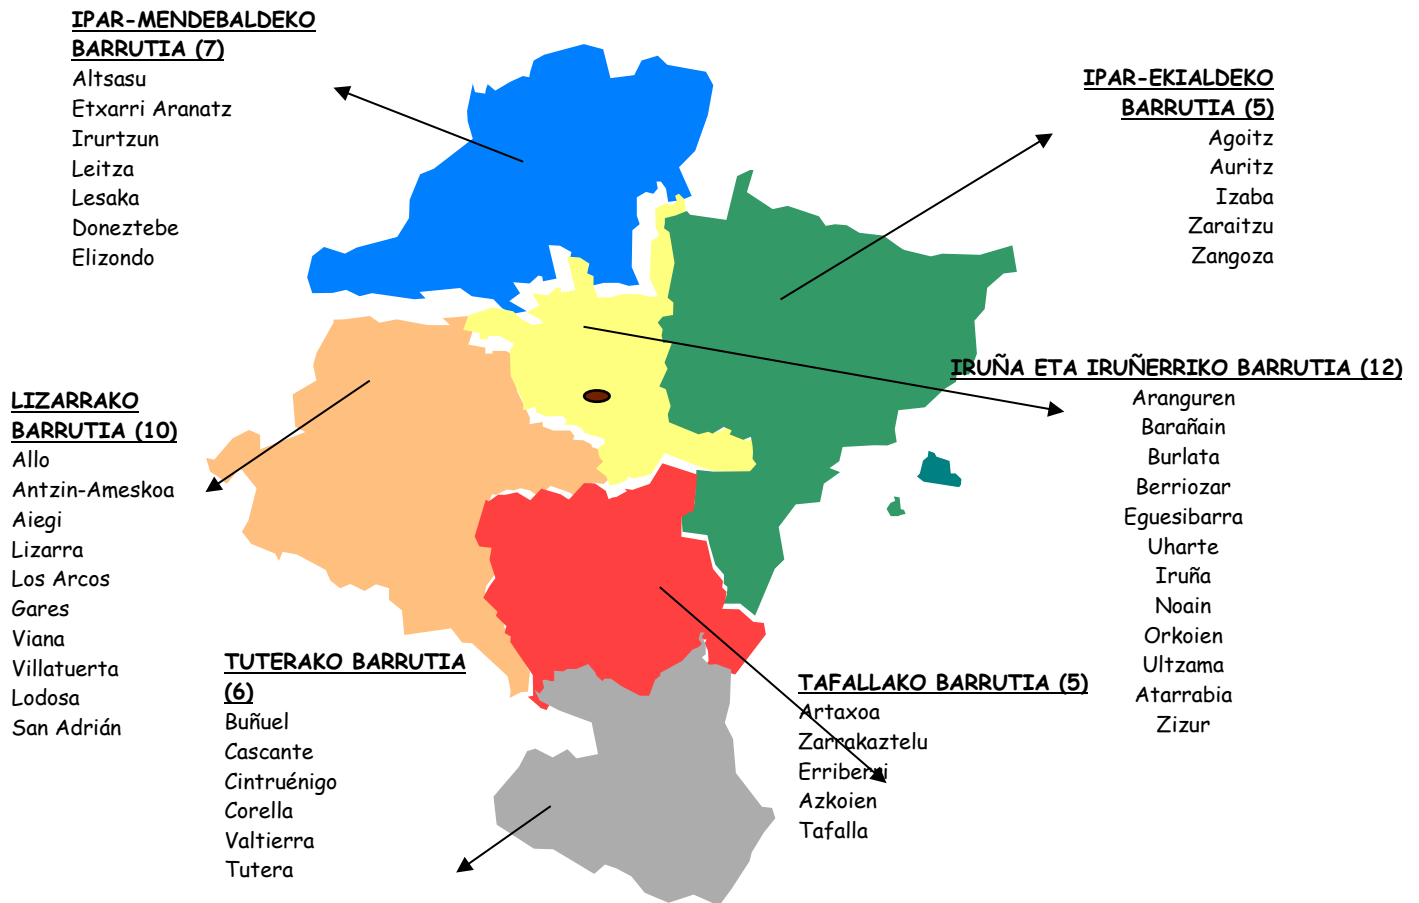 IPAR-MENDEBALDEKO
BARRUTIA (7)
Altsasu
Etxarri Aranatz
Irurtzun
Leitza
Lesaka
Doneztebe
Elizondo
IPAR-EKIALDEKO
BARRUTIA (5)
Agoitz
Auritz
Izaba
Zaraitzu
Zangoza
IRUÑA ETA IRUÑERRIKO BARRUTIA (12)
Aranguren
Barañain
Burlata
Berriozar
Eguesibarra
Uharte
Iruña
Noain
Orkoien
Ultzama
Atarrabia
Zizur
LIZARRAKO
BARRUTIA (10)
Allo
Antzin-Ameskoa
Aiegi
Lizarra
Los Arcos
Gares
Viana
Villatuerta
Lodosa
San Adrián
TUTERAKO BARRUTIA
(6)
Buñuel
Cascante
Cintruénigo
Corella
Valtierra
Tutera
TAFALLAKO BARRUTIA (5)
Artaxoa
Zarrakaztelu
Erriberri
Azkoien
Tafalla